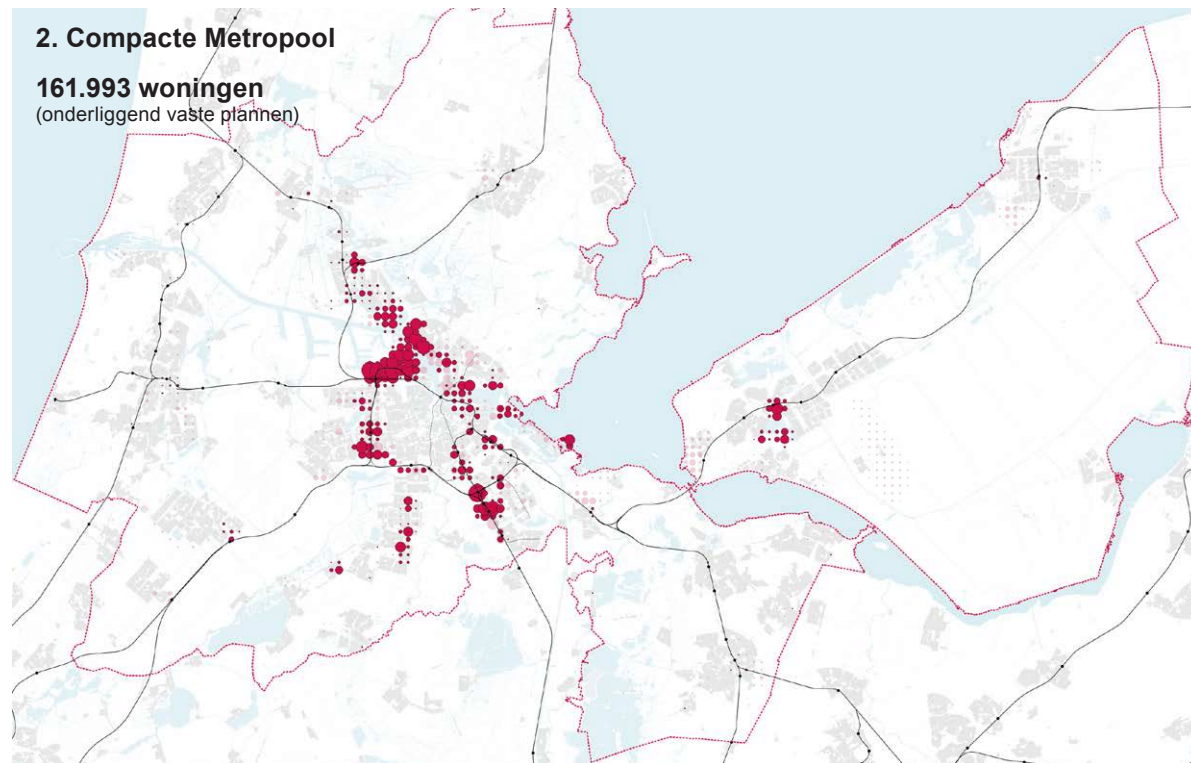 2. Compacte Metropool
161.993 woningen
(onderliggend vaste plannen)